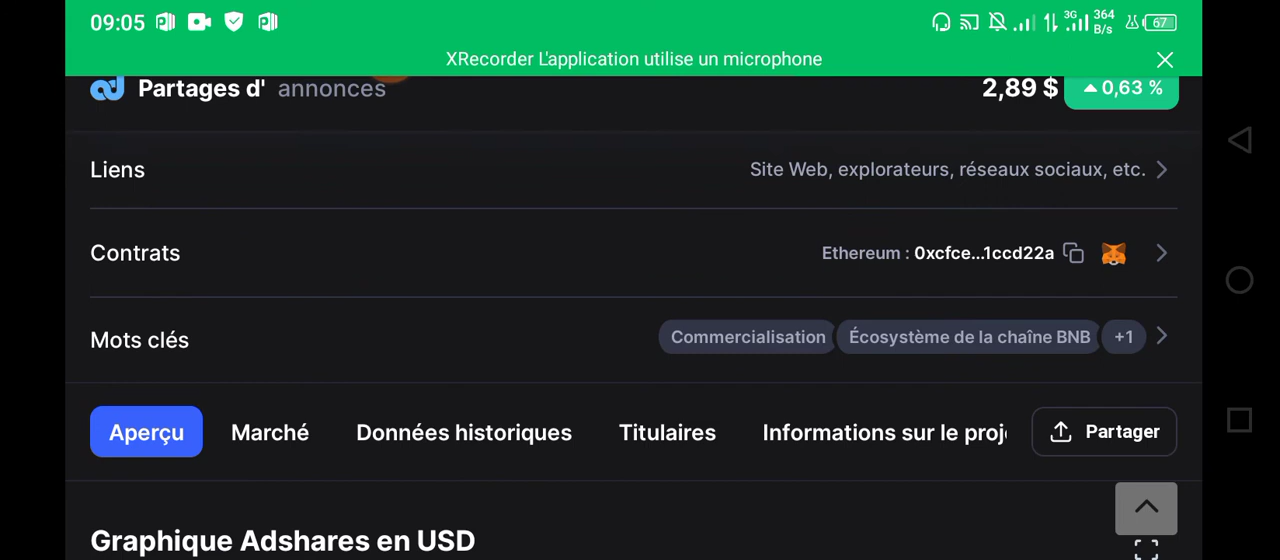 09:05 3G 364 B/s 67
XRecorder L'application utilise un microphone
Partages d' annonces 2,89 $ 0,63 %
Liens Site Web, explorateurs, réseaux sociaux, etc.
Contrats Ethereum : 0xcfce...1ccd22a
Mots clés Commercialisation Écosystème de la chaîne BNB +1
Aperçu Marché Données historiques Titulaires Informations sur le proj Partager
Graphique Adshares en USD